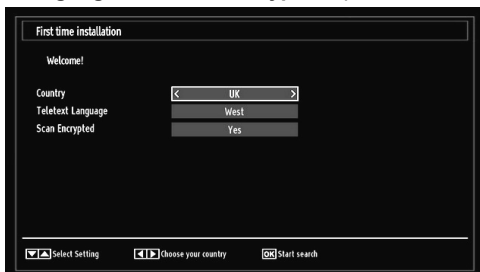 First time installation
Welcome!
Country < UK >
Teletext Language West
Scan Encrypted Yes
Select Setting Choose your country OK Start search